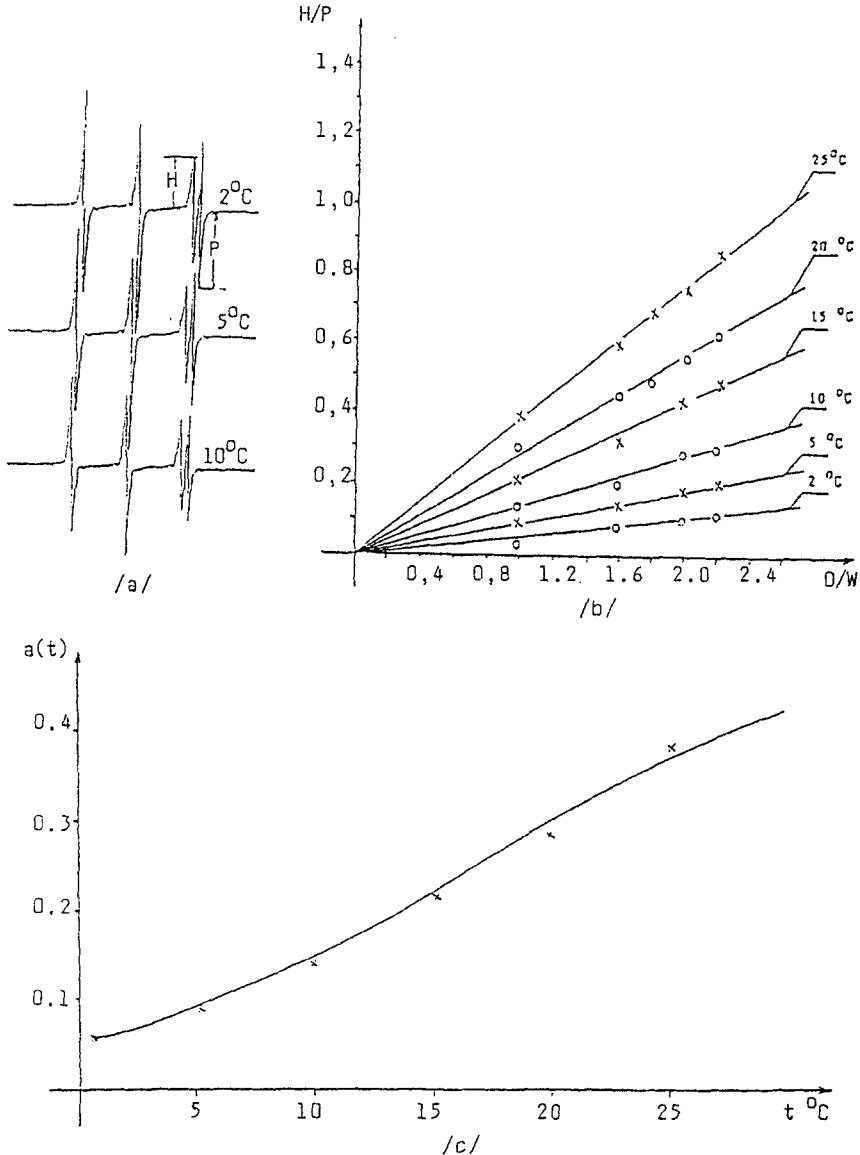 H
2°C
P
5°C
10°C
/a/
H/P
1,4
1,2
1,0
0.8
0,6
0,4
0,2
25°C
20 °C
15 °C
10 °C
5 °C
2 °C
0,4 0,8 1.2 1.6 2.0 2.4 O/W
/b/
a(t)
0.4
0.3
0.2
0.1
5 10 15 20 25 t °C
/c/